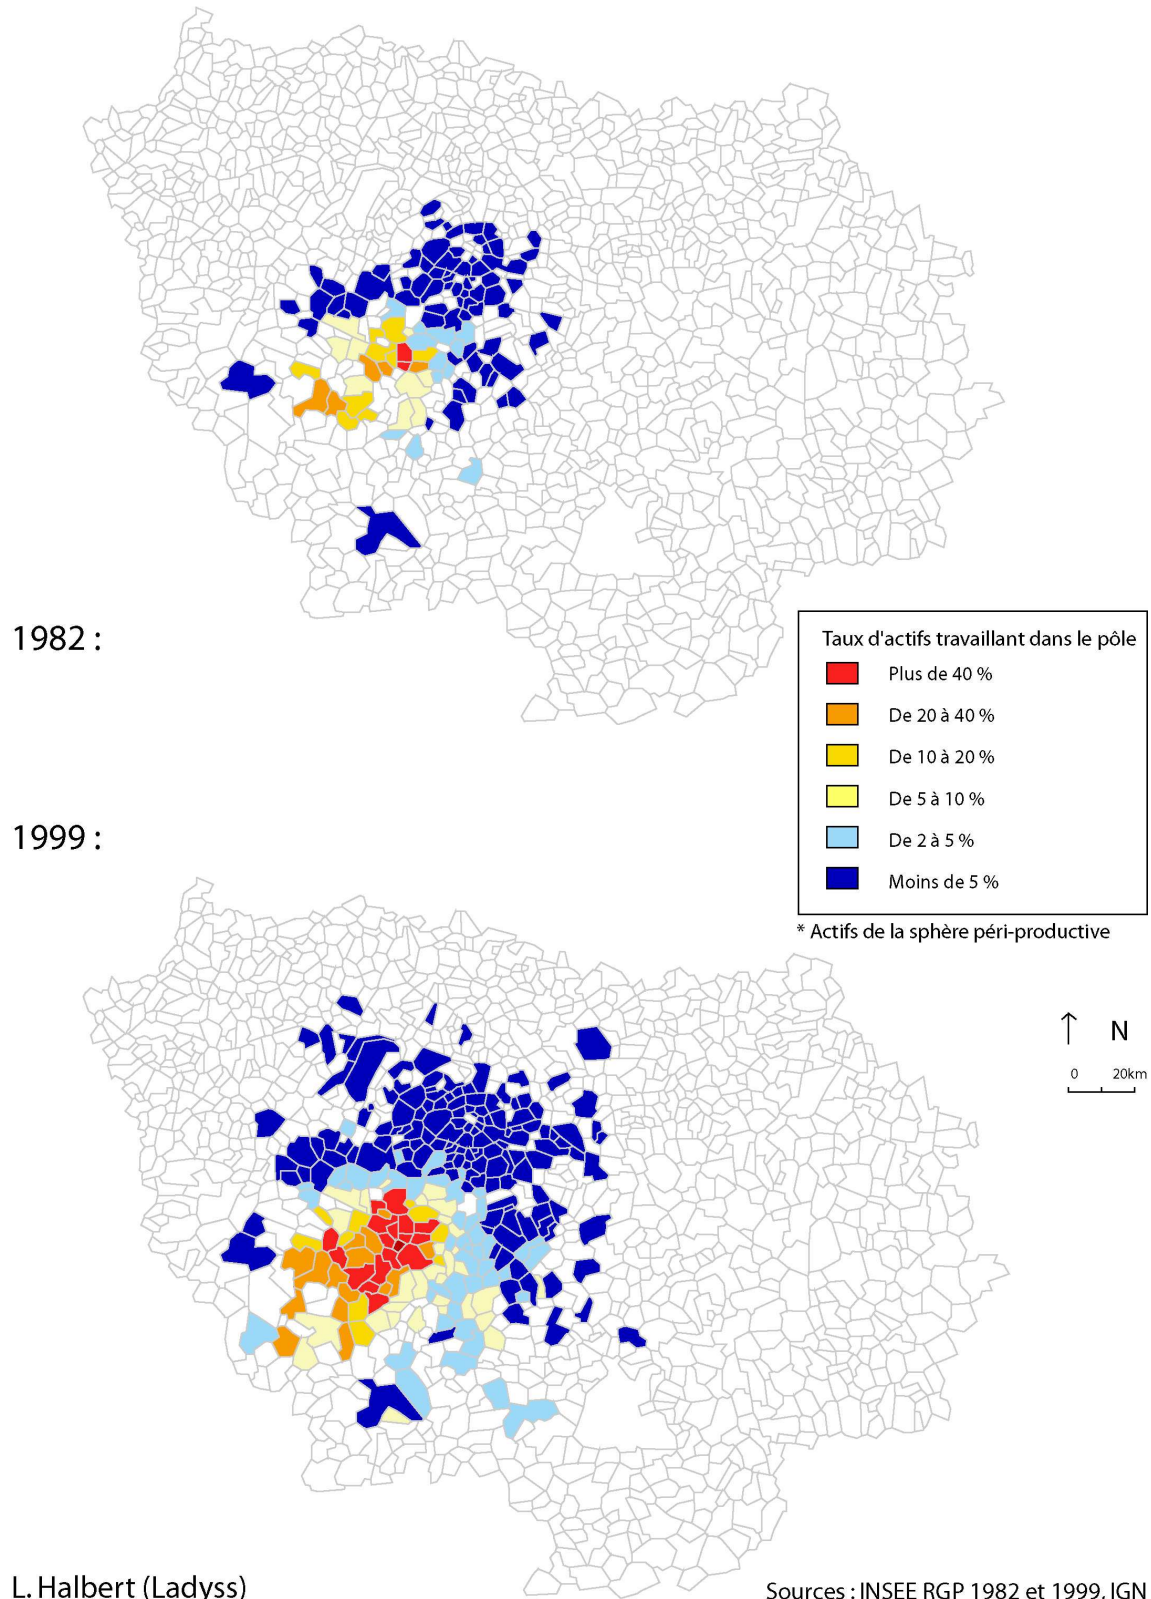 1982 :
Taux d'actifs travaillant dans le pôle
Plus de 40 %
De 20 à 40 %
De 10 à 20 %
De 5 à 10 %
De 2 à 5 %
Moins de 5 %
1999 :
* Actifs de la sphère péri-productive
N
0 20km
L. Halbert (Ladyss)
Sources : INSEE RGP 1982 et 1999, IGN